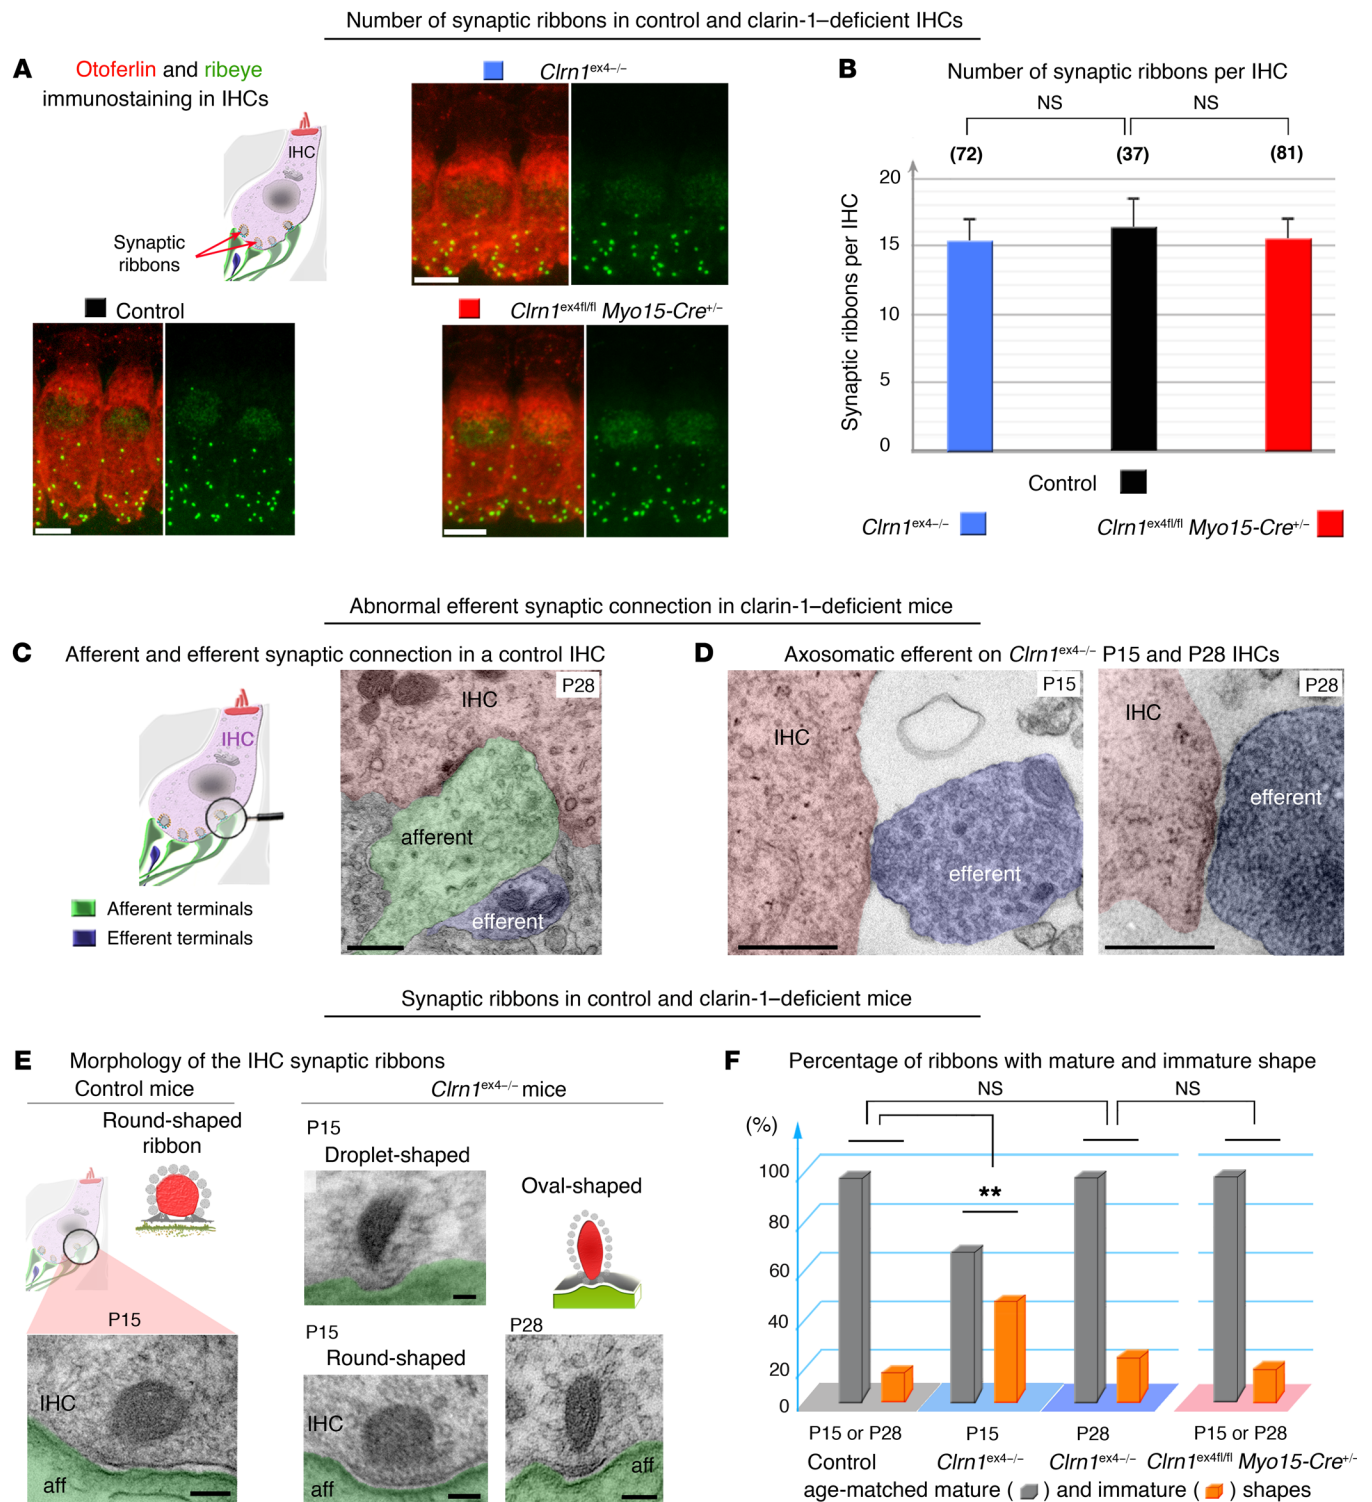 Number of synaptic ribbons in control and clarin-1–deficient IHCs
A
Otoferlin and ribeye
immunostaining in IHCs
IHC
Synaptic
ribbons
Control
Clrn1ex4–/–
Clrn1ex4fl/fl Myo15-Cre+/–
B
Number of synaptic ribbons per IHC
NS
NS
(72)
(37)
(81)
Synaptic ribbons per IHC
20
15
10
5
0
Control
Clrn1ex4–/–
Clrn1ex4fl/fl Myo15-Cre+/–
Abnormal efferent synaptic connection in clarin-1–deficient mice
C
Afferent and efferent synaptic connection in a control IHC
IHC
Afferent terminals
Efferent terminals
IHC
P28
afferent
efferent
D
Axosomatic efferent on Clrn1ex4–/– P15 and P28 IHCs
P15
IHC
efferent
P28
IHC
efferent
Synaptic ribbons in control and clarin-1–deficient mice
E
Morphology of the IHC synaptic ribbons
Control mice
Round-shaped
ribbon
P15
IHC
aff
Clrn1ex4–/– mice
P15
Droplet-shaped
Oval-shaped
P15
Round-shaped
IHC
aff
P28
aff
F
Percentage of ribbons with mature and immature shape
NS
NS
(%)
**
100
80
60
40
20
0
P15 or P28
P15
P28
P15 or P28
Control
Clrn1ex4–/–
Clrn1ex4–/–
Clrn1ex4fl/fl Myo15-Cre+/–
age-matched mature ( ) and immature ( ) shapes